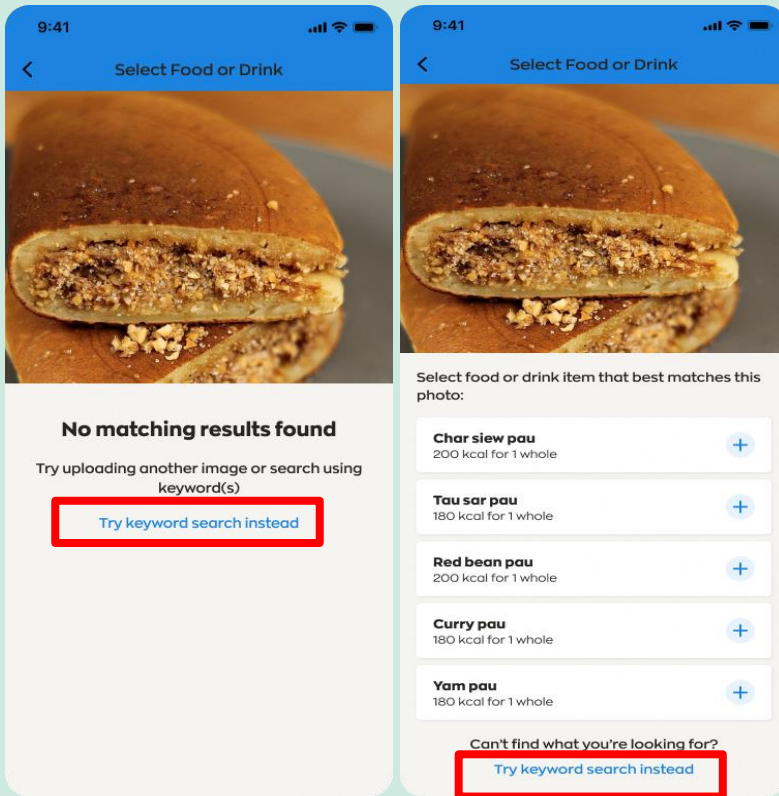 9:41
Select Food or Drink
No matching results found
Try uploading another image or search using
keyword(s)
Try keyword search instead
9:41
Select Food or Drink
Select food or drink item that best matches this
photo:
Char siew pau
200 kcal for 1 whole
Tau sar pau
180 kcal for 1 whole
Red bean pau
200 kcal for 1 whole
Curry pau
180 kcal for 1 whole
Yam pau
180 kcal for 1 whole
Can't find what you're looking for?
Try keyword search instead